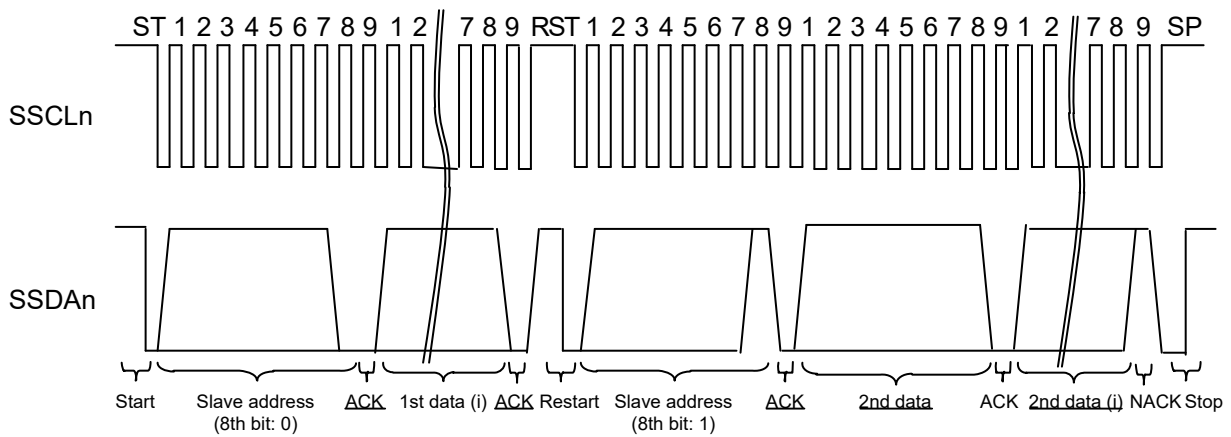 ST 1 2 3 4 5 6 7 8 9 1 2 7 8 9 RST 1 2 3 4 5 6 7 8 9 1 2 3 4 5 6 7 8 9 1 2 7 8 9 SP
SSCLn
SSDAn
Start Slave address ACK 1st data (i) ACK Restart Slave address ACK 2nd data ACK 2nd data (i) NACK Stop
(8th bit: 0) (8th bit: 1)